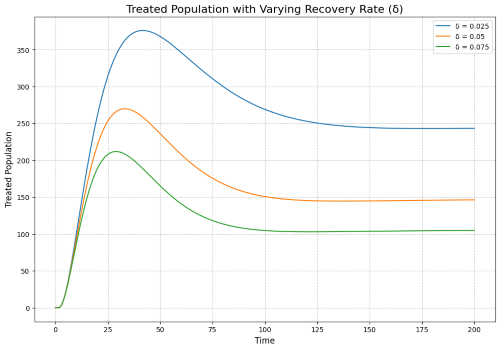 Treated Population with Varying Recovery Rate (δ)
δ = 0.025
δ = 0.05
δ = 0.075
Treated Population
350
300
250
200
150
100
50
0
0 25 50 75 100 125 150 175 200
Time